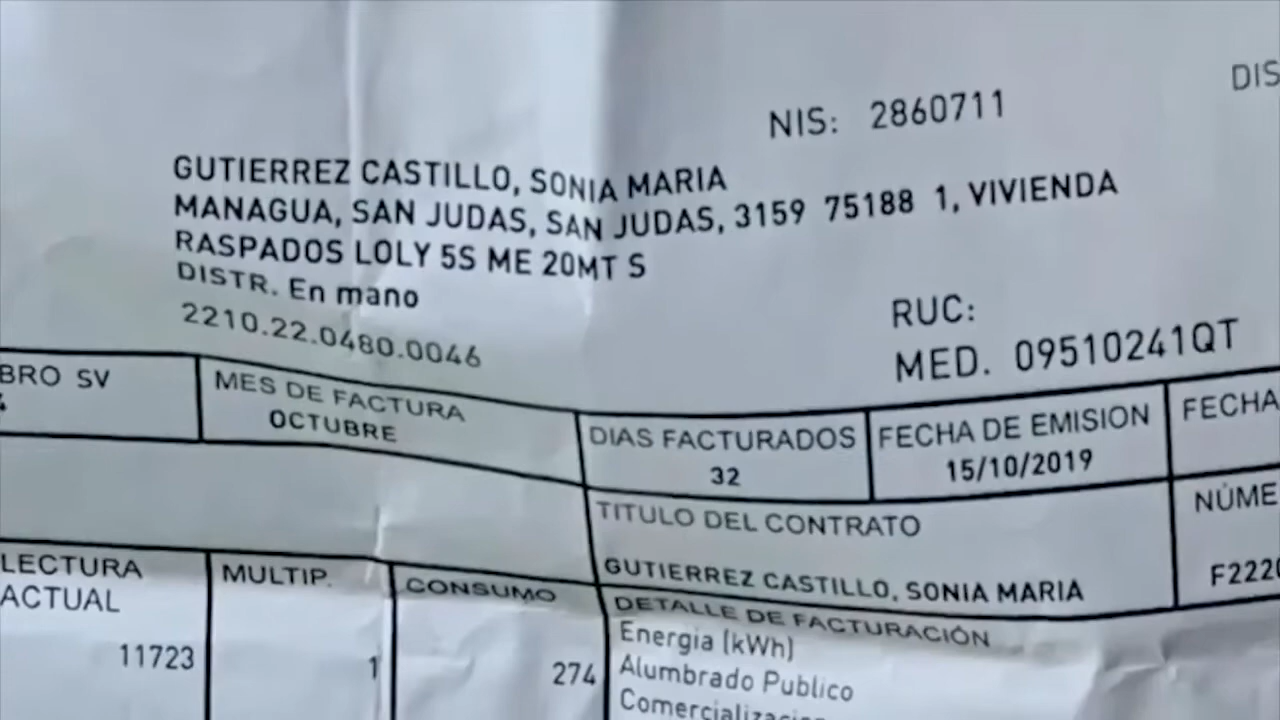 DIS
NIS: 2860711
GUTIERREZ CASTILLO, SONIA MARIA
MANAGUA, SAN JUDAS, SAN JUDAS, 3159 75188 1, VIVIENDA
RASPADOS LOLY 5S ME 20MT S
DISTR. En mano
2210.22.0480.0046
RUC:
MED. 09510241QT
BRO SV
MES DE FACTURA
OCTUBRE
DIAS FACTURADOS
32
FECHA DE EMISION
15/10/2019
FECHA
TITULO DEL CONTRATO
GUTIERREZ CASTILLO, SONIA MARIA
NÚME
F2220
LECTURA
ACTUAL
11723
MULTIP.
1
CONSUMO
274
DETALLE DE FACTURACIÓN
Energia (kWh)
Alumbrado Publico